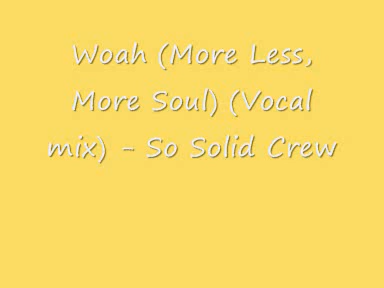 Woah (More Less,
More Soul) (Vocal
mix) - So Solid Crew